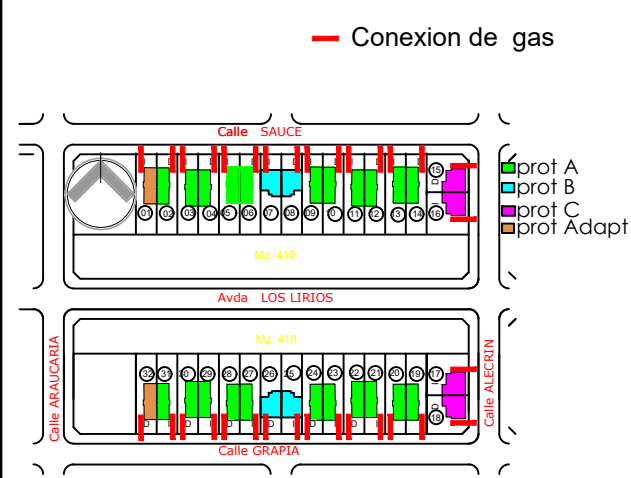 Conexion de gas
Calle SAUCE
15
prot A
prot B
prot C
prot Adapt
01 02 03 04 05 06 07 08 09 10 11 12 13 14 16
Mz 418
Avda LOS LIRIOS
Mz 419
32 31 30 29 28 27 26 25 24 23 22 21 20 19 17
18
Calle ARAUCARIA
Calle ALECRIN
Calle GRAPIA